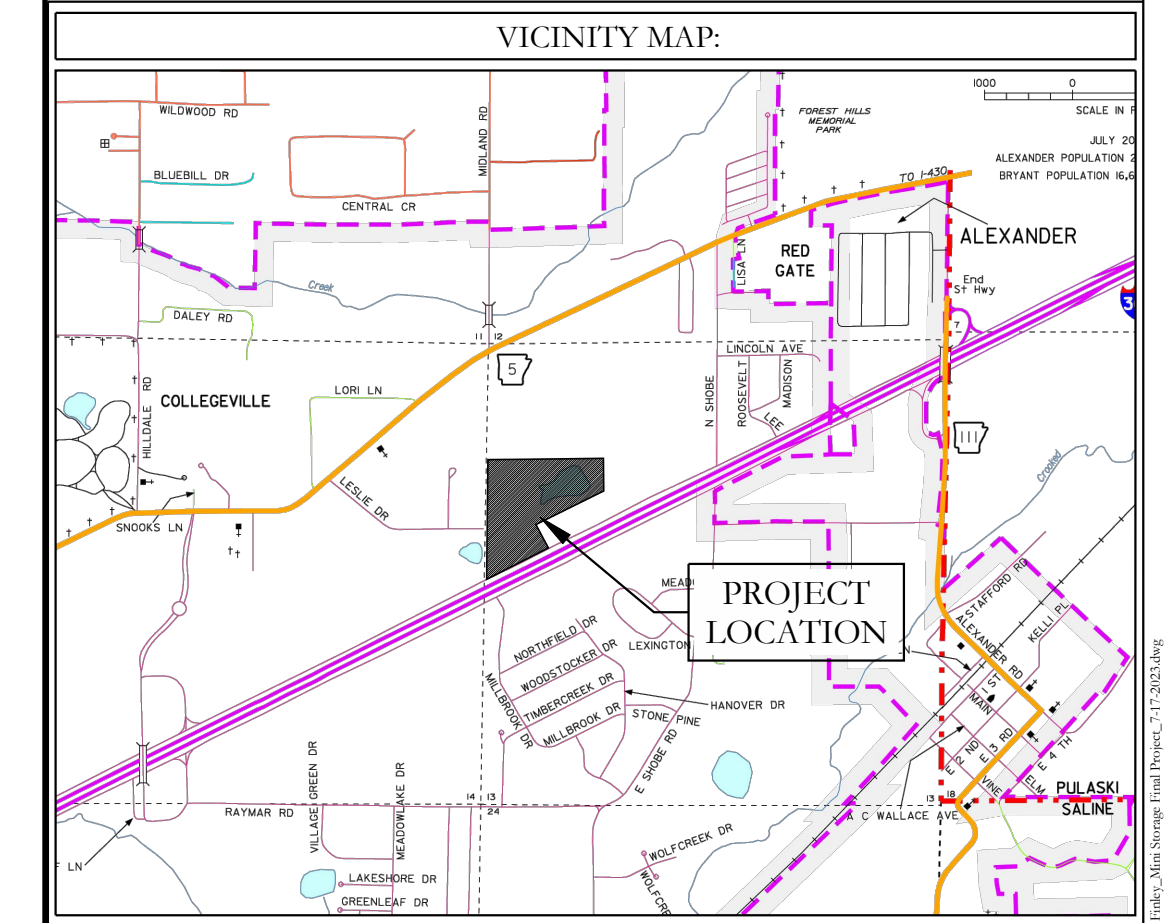 VICINITY MAP:
WILDWOOD RD
BLUEBILL DR
CENTRAL CR
MIDLAND RD
FOREST HILLS
MEMORIAL
PARK
1000 0
SCALE IN F
JULY 20
ALEXANDER POPULATION 2
BRYANT POPULATION 16,6
TO I-430
ALEXANDER
LISA LN
RED
GATE
End
St Hwy
Creek
DALEY RD
11 12
7
3
LINCOLN AVE
5
LORI LN
COLLEGEVILLE
HILLDALE RD
N SHOBE
ROOSEVELT
MADISON
LEE
111
Crooked
LESLIE DR
SNOOKS LN
PROJECT
LOCATION
MEAD
LEXINGTON
N
STAFFORD RD
KELLI PL
ALEXANDER RD
1 ST
MAIN
NORTHFIELD DR
WOODSTOCKER DR
TIMBERCREEK DR
MILLBROOK DR
MILLBROOK DR
HANOVER DR
STONE PINE
E SHOBE RD
E 2 ND
E 3 RD
E 4 TH
VINE
ELM
PULASKI
SALINE
VILLAGE GREEN DR
MEADOWLAKE DR
14 13
24
13 18
RAYMAR RD
A C WALLACE AVE
F LN
WOLFCREEK DR
WOLFCRE
LAKESHORE DR
GREENLEAF DR
Finley_Mini Storage Final Project_7-17-2023.dwg